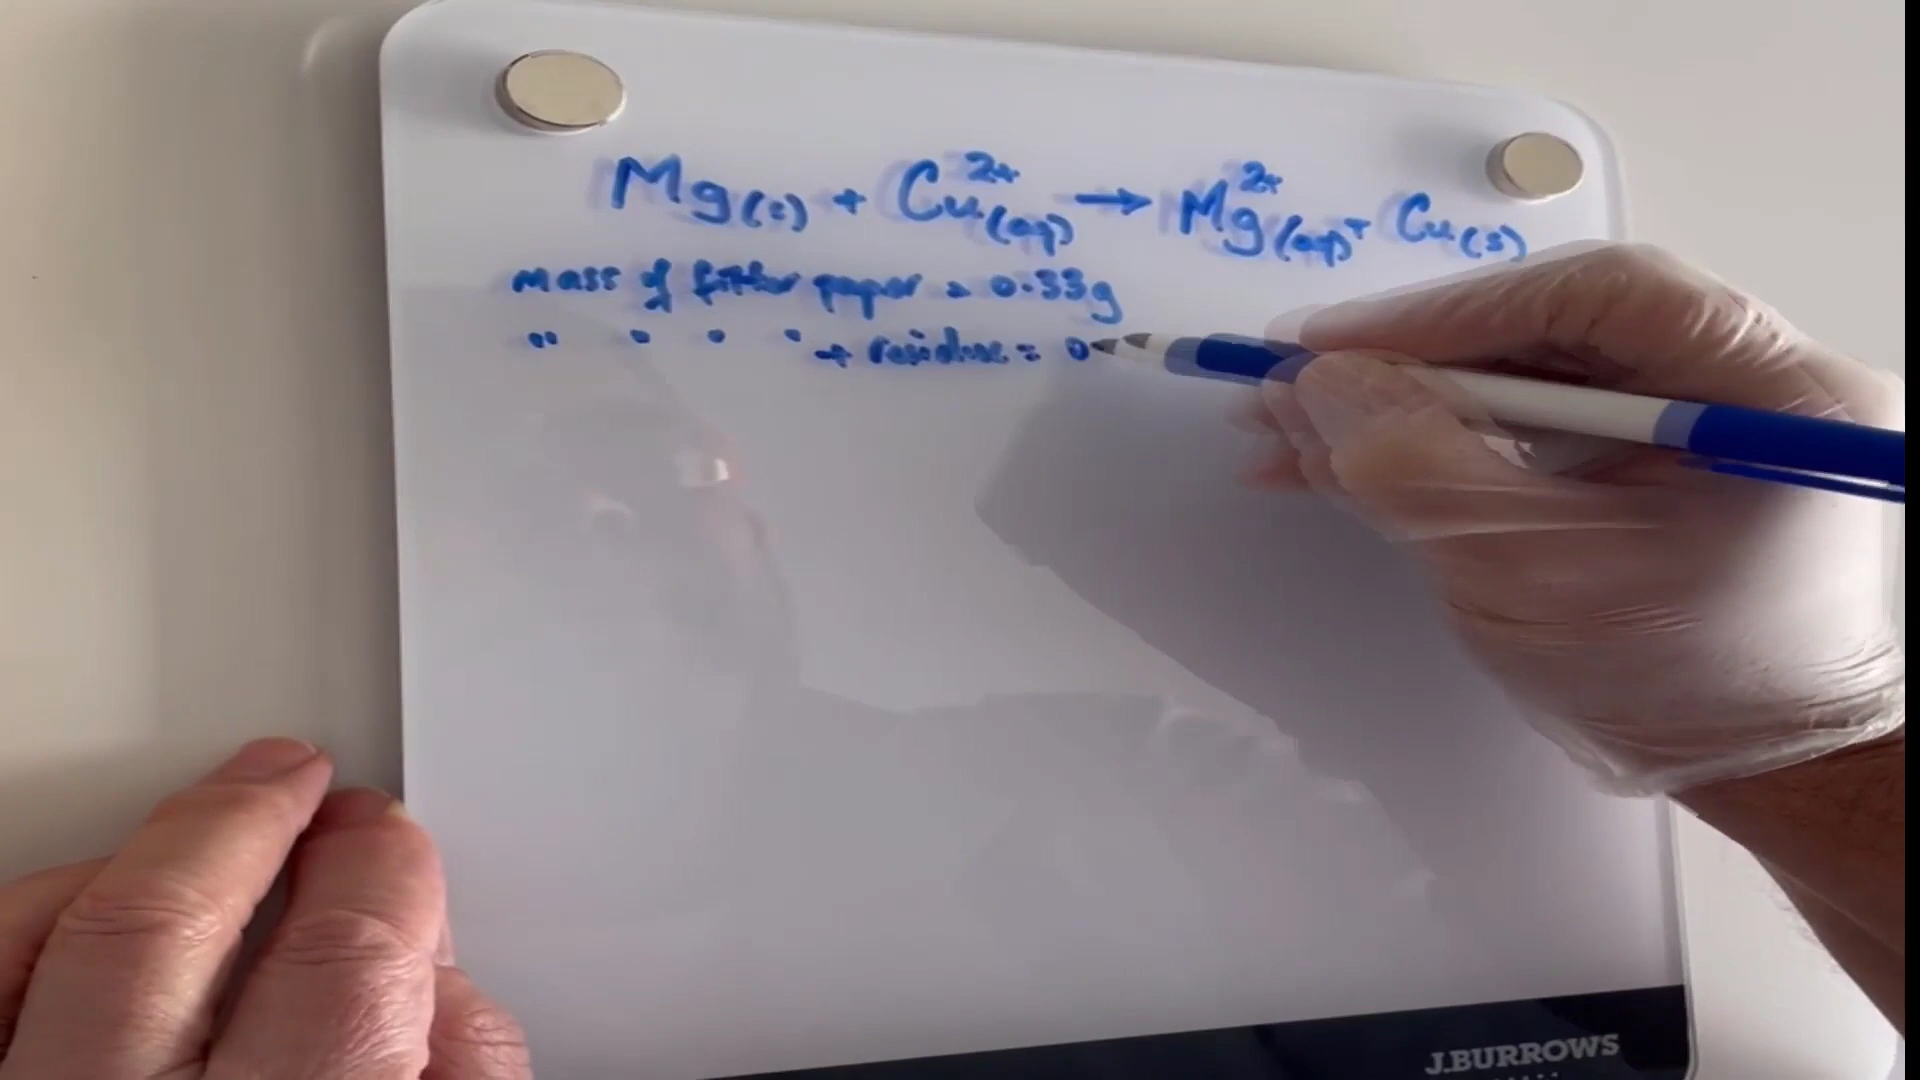 Mg(s) + Cu²⁺(aq) → Mg²⁺(aq) + Cu(s)
Mass of filter paper = 0.33g
" " " " + residue = 0
J.BURROWS